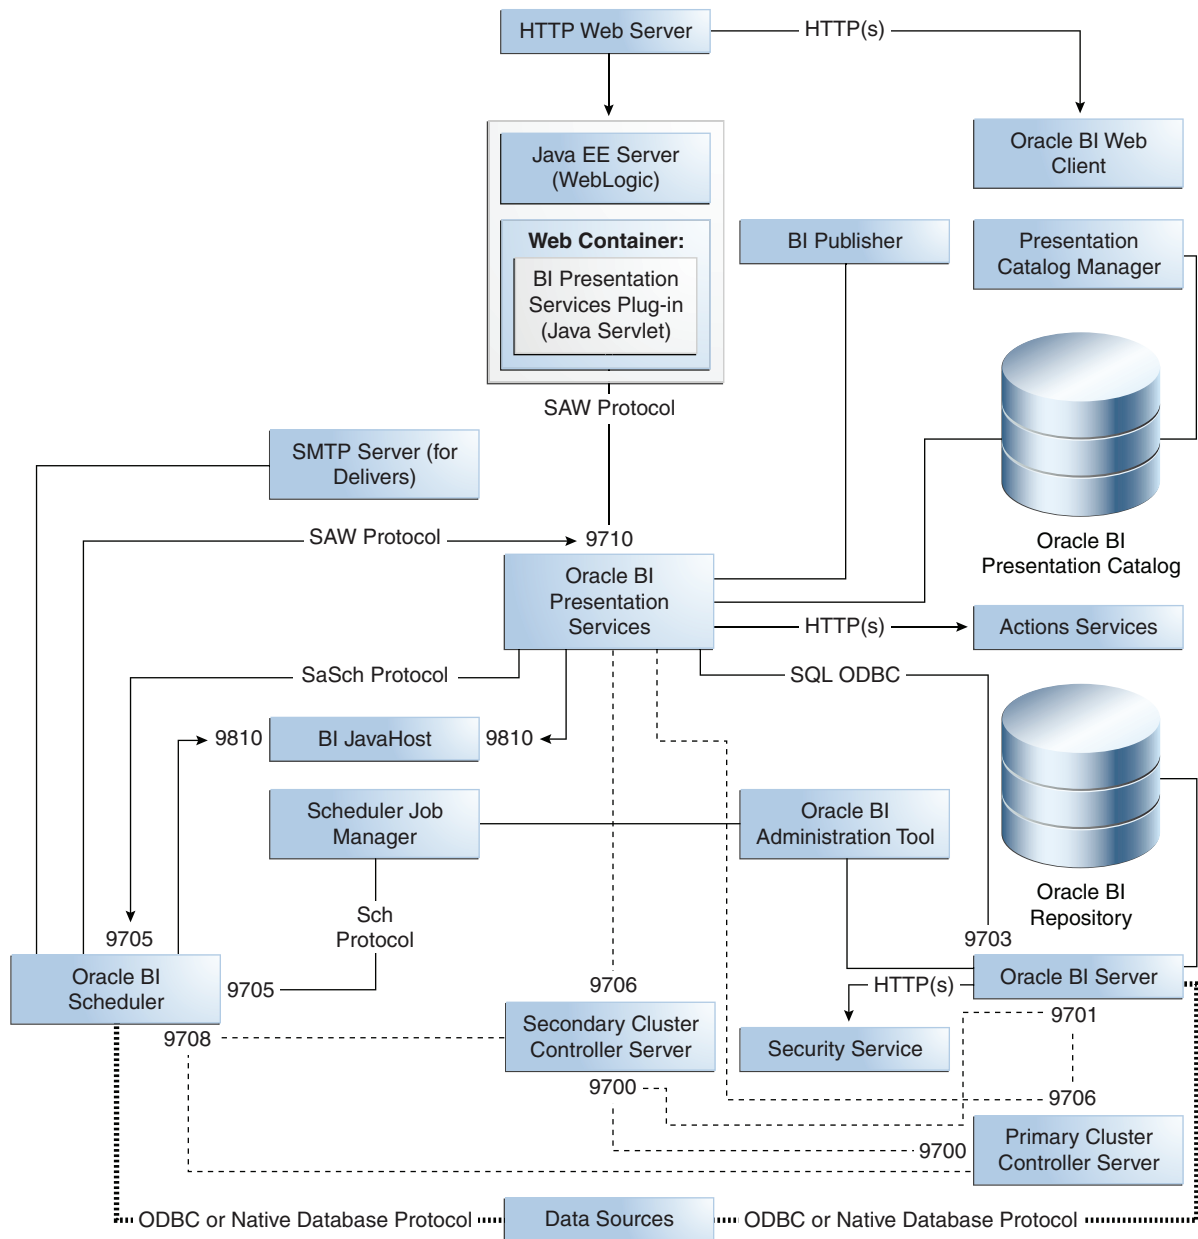 HTTP Web Server
HTTP(s)
Java EE Server
(WebLogic)
Oracle BI Web
Client
Web Container:
BI Presentation
Services Plug-in
(Java Servlet)
BI Publisher
Presentation
Catalog Manager
SAW Protocol
SMTP Server (for
Delivers)
SAW Protocol
9710
Oracle BI
Presentation Catalog
Oracle BI
Presentation
Services
HTTP(s)
Actions Services
SaSch Protocol
SQL ODBC
9810
BI JavaHost
9810
Scheduler Job
Manager
Oracle BI
Administration Tool
Oracle BI
Repository
Sch
Protocol
9705
9703
Oracle BI
Scheduler
9705
9706
HTTP(s)
Oracle BI Server
9708
Secondary Cluster
Controller Server
Security Service
9701
9700
9706
9700
Primary Cluster
Controller Server
ODBC or Native Database Protocol
Data Sources
ODBC or Native Database Protocol